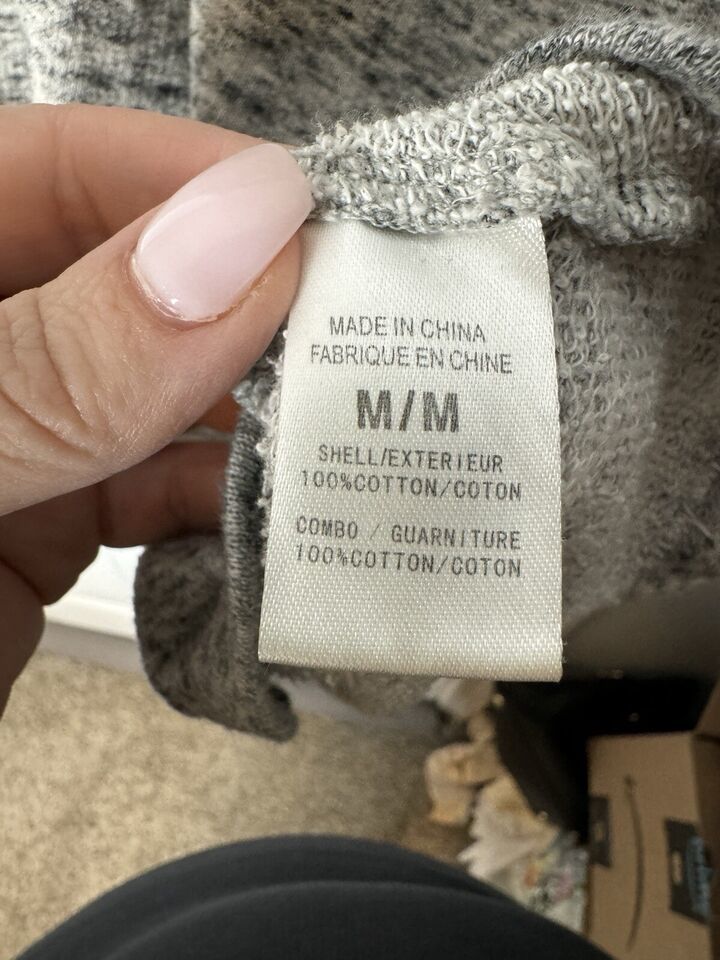 MADE IN CHINA
FABRIQUE EN CHINE
M/M
SHELL/EXTERIEUR
100%COTTON/COTON
COMBO / GUARNITURE
100%COTTON/COTON